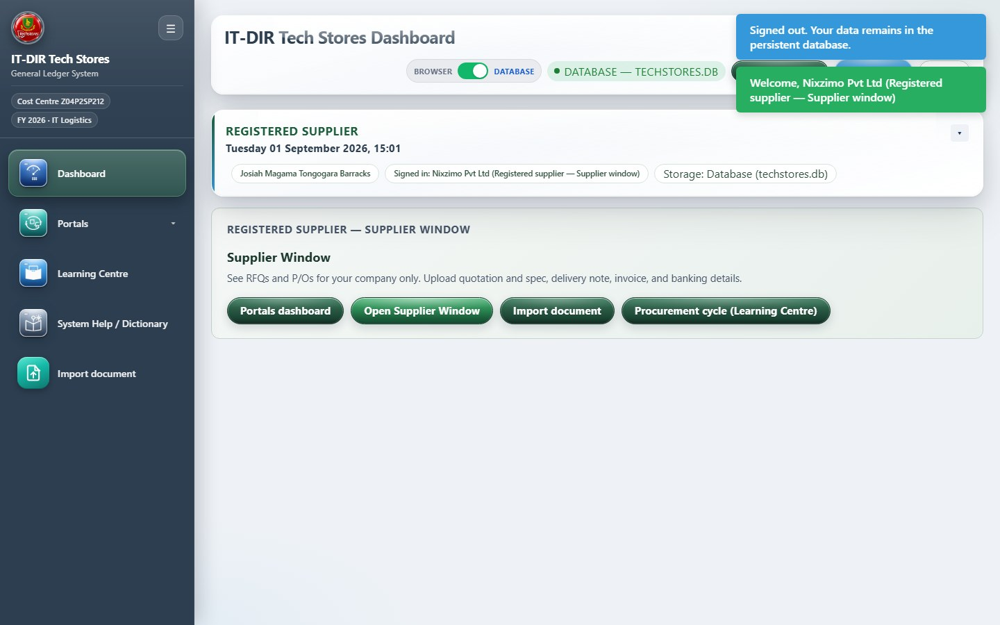 IT-DIR Tech Stores
General Ledger System
Cost Centre Z04P2SP212
FY 2026 · IT Logistics
Dashboard
Portals
Learning Centre
System Help / Dictionary
Import document
IT-DIR Tech Stores Dashboard
BROWSER DATABASE
DATABASE — TECHSTORES.DB
Signed out. Your data remains in the
persistent database.
Welcome, Nixzimo Pvt Ltd (Registered
supplier — Supplier window)
REGISTERED SUPPLIER
Tuesday 01 September 2026, 15:01
Josiah Magama Tongogara Barracks
Signed in: Nixzimo Pvt Ltd (Registered supplier — Supplier window)
Storage: Database (techstores.db)
REGISTERED SUPPLIER — SUPPLIER WINDOW
Supplier Window
See RFQs and P/Os for your company only. Upload quotation and spec, delivery note, invoice, and banking details.
Portals dashboard
Open Supplier Window
Import document
Procurement cycle (Learning Centre)